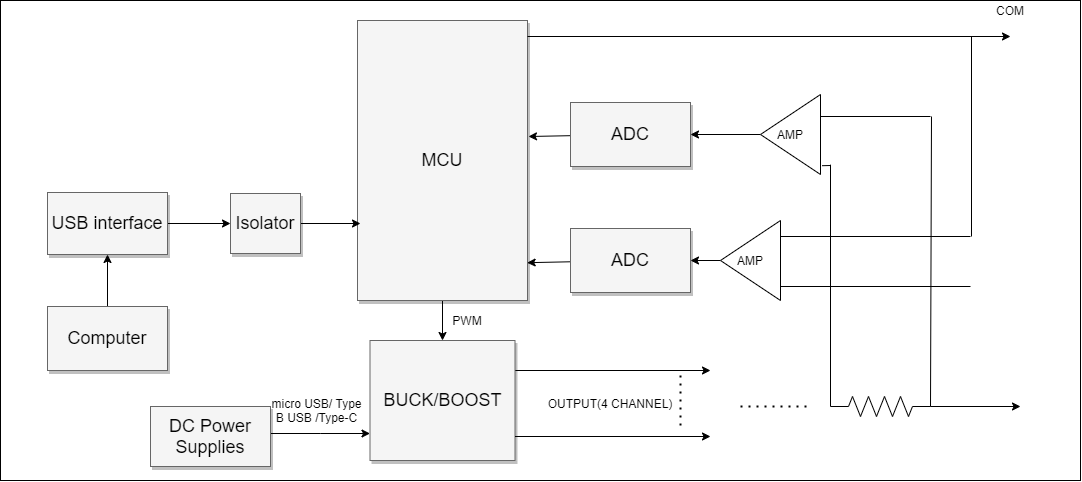 COM
ADC
AMP
MCU
USB interface
Isolator
ADC
AMP
PWM
Computer
BUCK/BOOST
OUTPUT(4 CHANNEL)
micro USB/ Type
B USB /Type-C
DC Power
Supplies